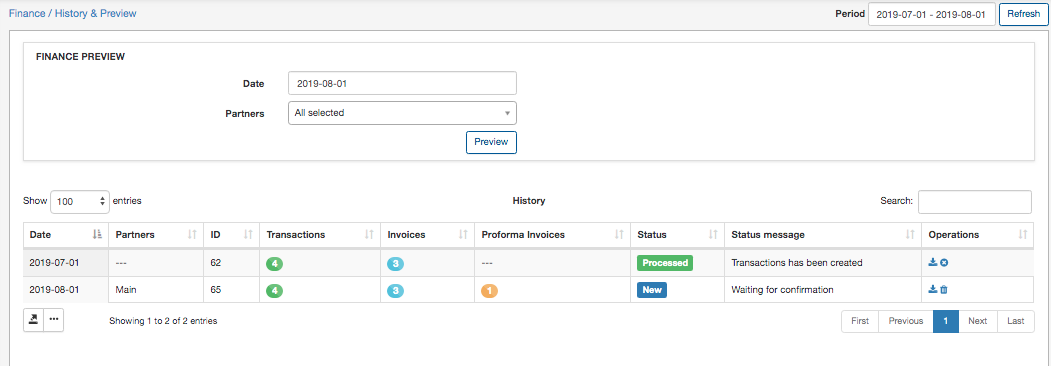 Finance / History & Preview Period 2019-07-01 - 2019-08-01 Refresh
FINANCE PREVIEW
Date 2019-08-01
Partners All selected
Preview
Show 100 entries History Search:
Date Partners ID Transactions Invoices Proforma Invoices Status Status message Operations
2019-07-01 --- 62 4 3 --- Processed Transactions has been created
2019-08-01 Main 65 4 3 1 New Waiting for confirmation
Showing 1 to 2 of 2 entries First Previous 1 Next Last